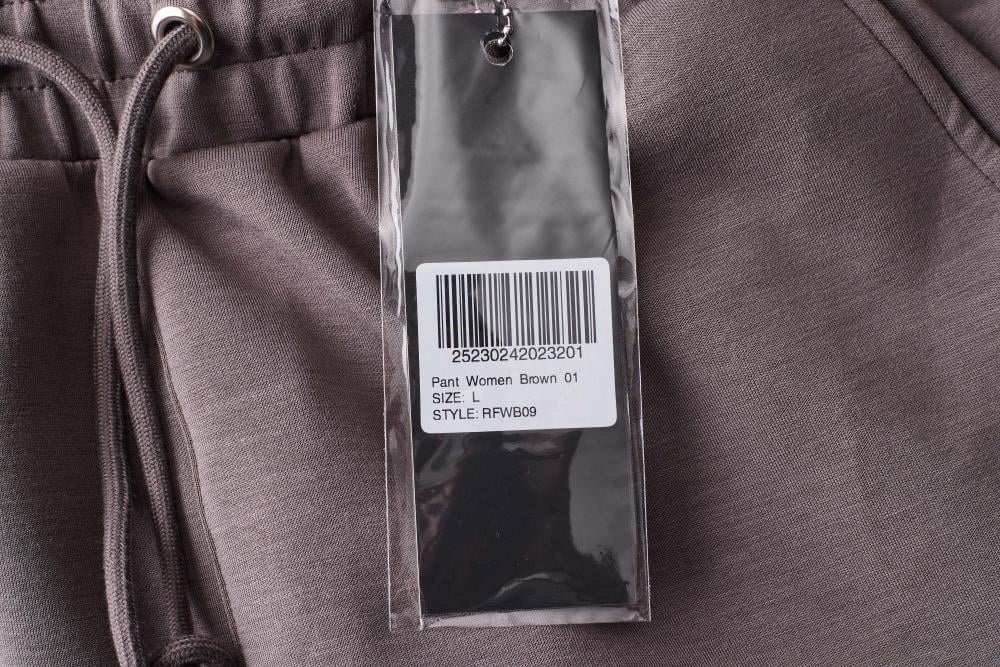 25230242023201
Pant Women Brown 01
SIZE: L
STYLE: RFWB09